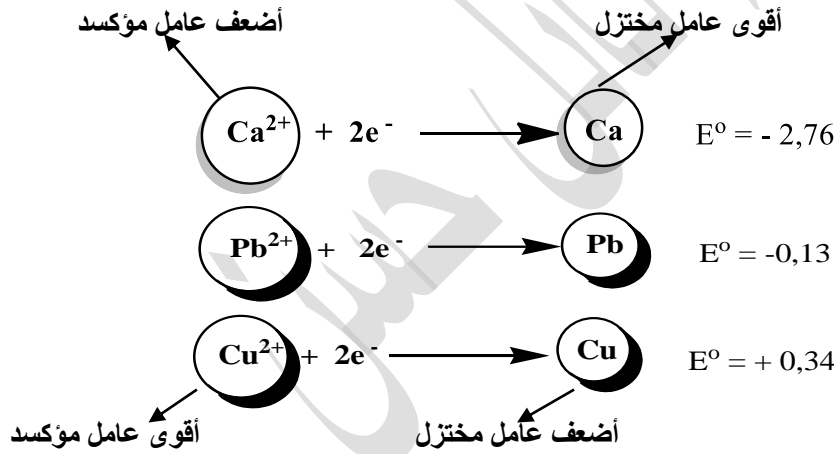 أضعف عامل مؤكسد
أقوى عامل مختزل
Ca²⁺ + 2e⁻ → Ca E° = - 2,76
Pb²⁺ + 2e⁻ → Pb E° = -0,13
Cu²⁺ + 2e⁻ → Cu E° = + 0,34
أقوى عامل مؤكسد
أضعف عامل مختزل